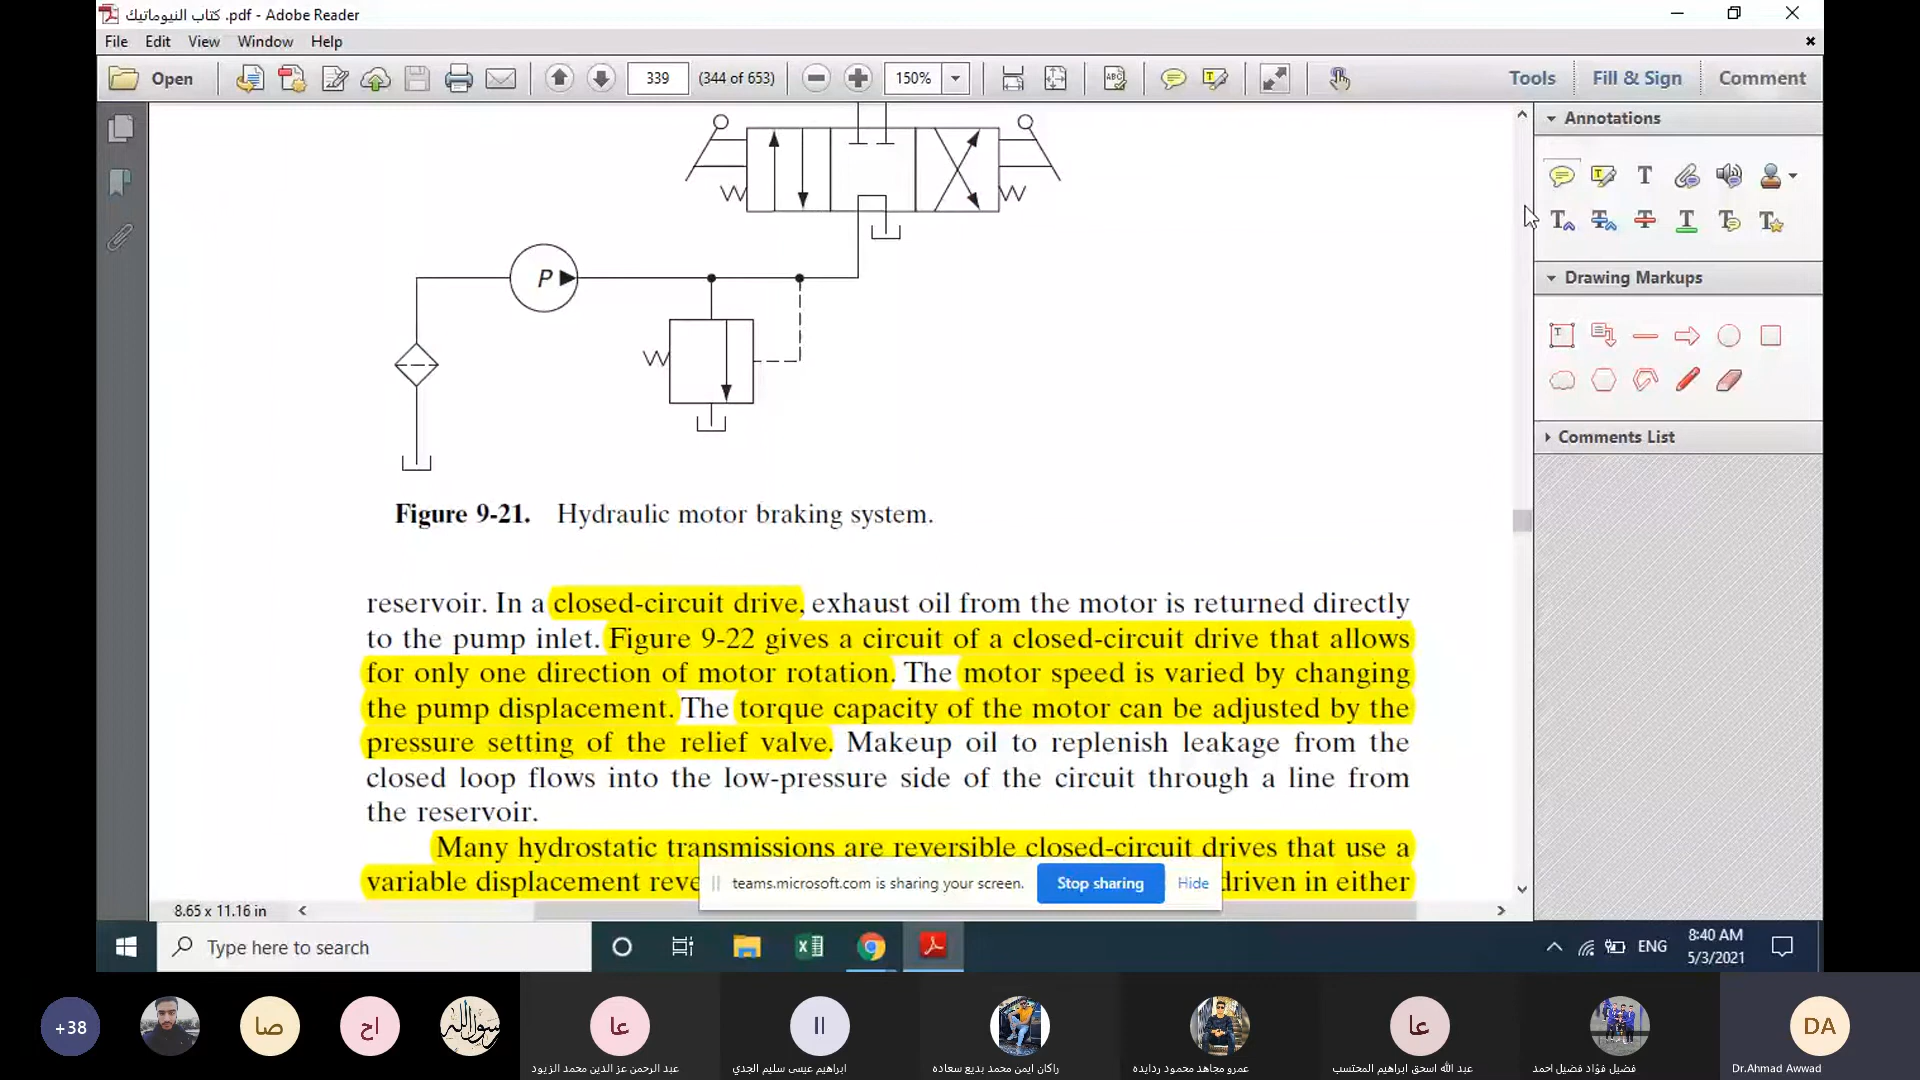 كتاب النيوماتيك .pdf - Adobe Reader
File Edit View Window Help
Open 339 (344 of 653) 150% Tools Fill & Sign Comment
Annotations
Drawing Markups
Comments List
P
Figure 9-21. Hydraulic motor braking system.
reservoir. In a closed-circuit drive, exhaust oil from the motor is returned directly
to the pump inlet. Figure 9-22 gives a circuit of a closed-circuit drive that allows
for only one direction of motor rotation. The motor speed is varied by changing
the pump displacement. The torque capacity of the motor can be adjusted by the
pressure setting of the relief valve. Makeup oil to replenish leakage from the
closed loop flows into the low-pressure side of the circuit through a line from
the reservoir.
Many hydrostatic transmissions are reversible closed-circuit drives that use a
variable displacement reve
driven in either
teams.microsoft.com is sharing your screen. Stop sharing Hide
8.65 x 11.16 in
Type here to search
ENG
8:40 AM
5/3/2021
+38
صا
اح
عا
اا
عا
DA
عبد الرحمن عز الدين محمد الزيود
ابراهيم عيسى سليم الجدي
راكان ايمن محمد بديع سعاده
عمرو مجاهد محمود ردايده
عبد الله اسحق ابراهيم المحتسب
فضيل فؤاد فضيل احمد
Dr.Ahmad Awwad